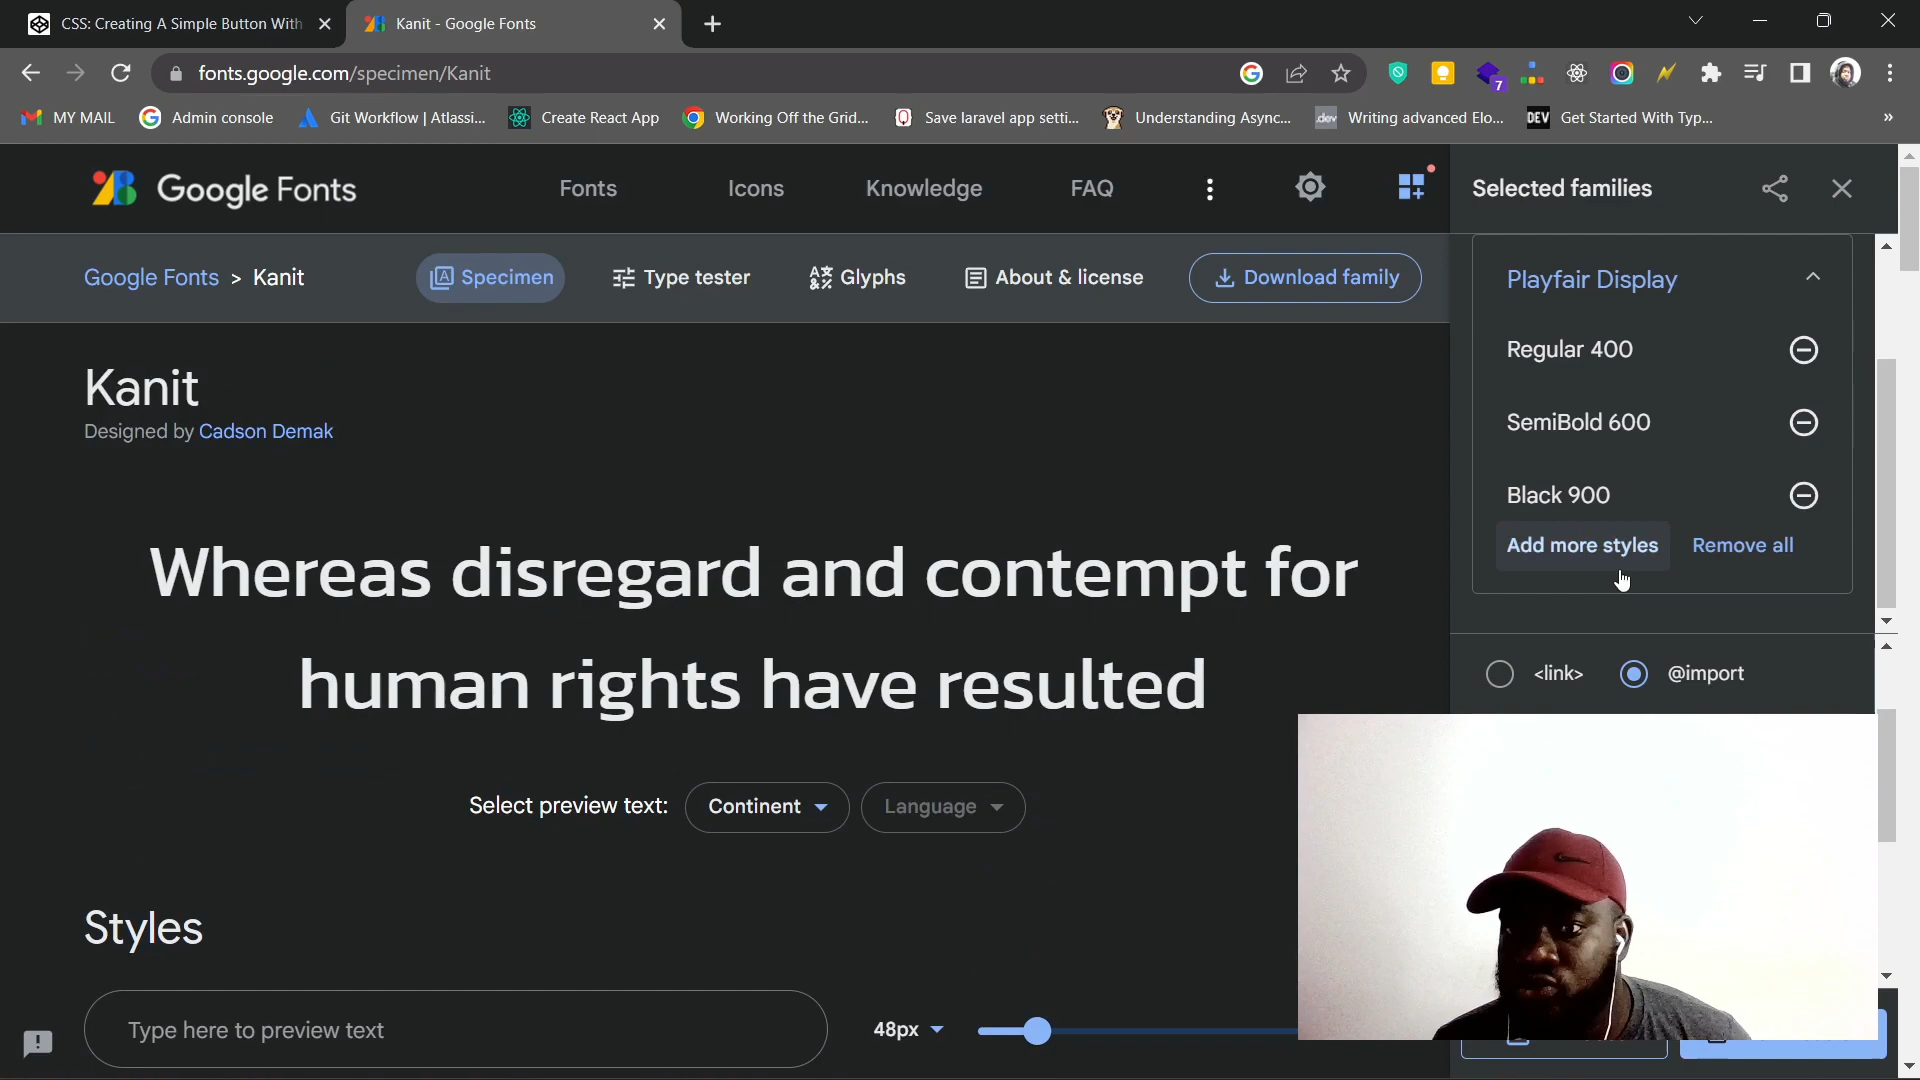 CSS: Creating A Simple Button With
Kanit - Google Fonts
fonts.google.com/specimen/Kanit
7
MY MAIL
Admin console
Git Workflow | Atlassi...
Create React App
Working Off the Grid...
Save laravel app setti...
Understanding Async...
.dev
Writing advanced Elo...
DEV
Get Started With Typ...
»
Google Fonts
Fonts
Icons
Knowledge
FAQ
Selected families
Google Fonts > Kanit
Specimen
Type tester
Glyphs
About & license
Download family
Playfair Display
Regular 400
SemiBold 600
Black 900
Add more styles
Remove all
<link>
@import
Kanit
Designed by Cadson Demak
Whereas disregard and contempt for
human rights have resulted
Select preview text:
Continent
Language
Styles
Type here to preview text
48px